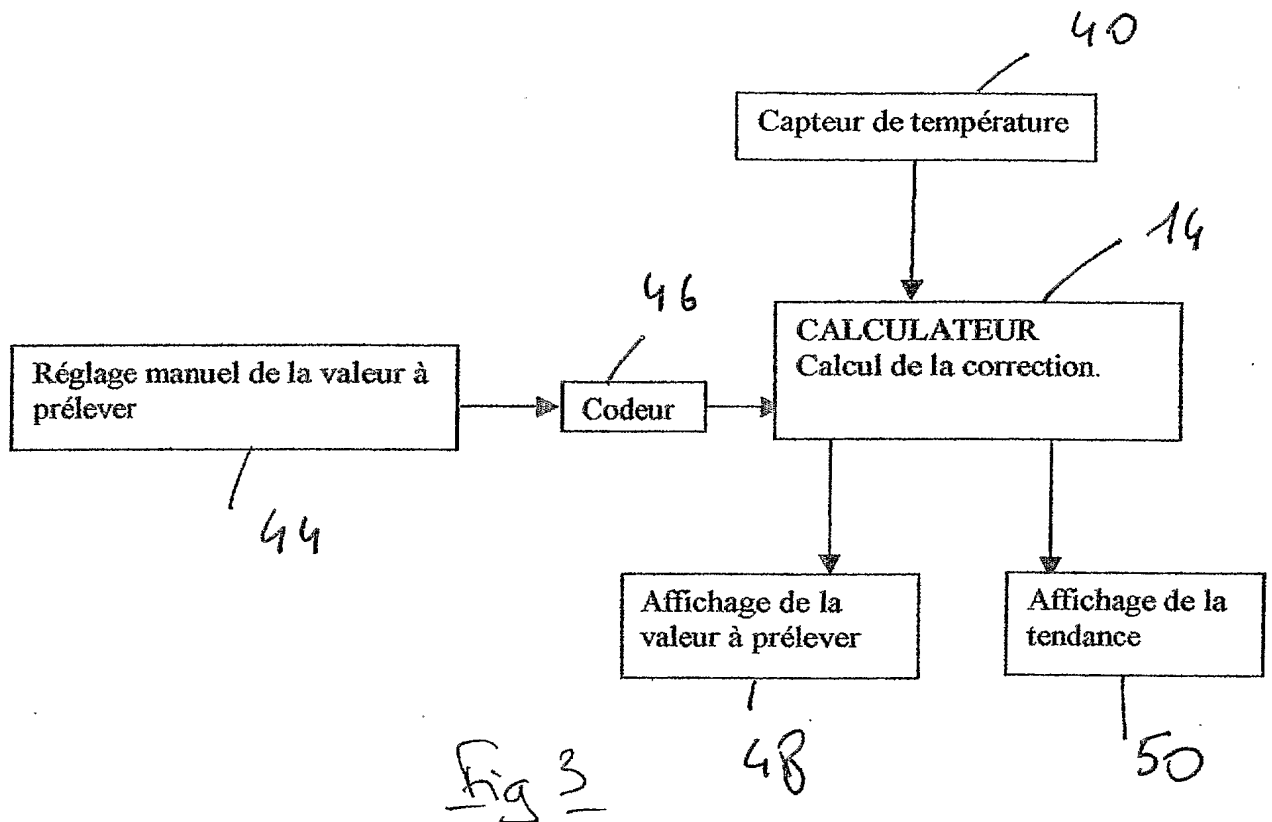 40
Capteur de température
14
46
CALCULATEUR
Calcul de la correction.
Réglage manuel de la valeur à
prélever
Codeur
44
Affichage de la
valeur à prélever
Affichage de la
tendance
48
50
Fig 3